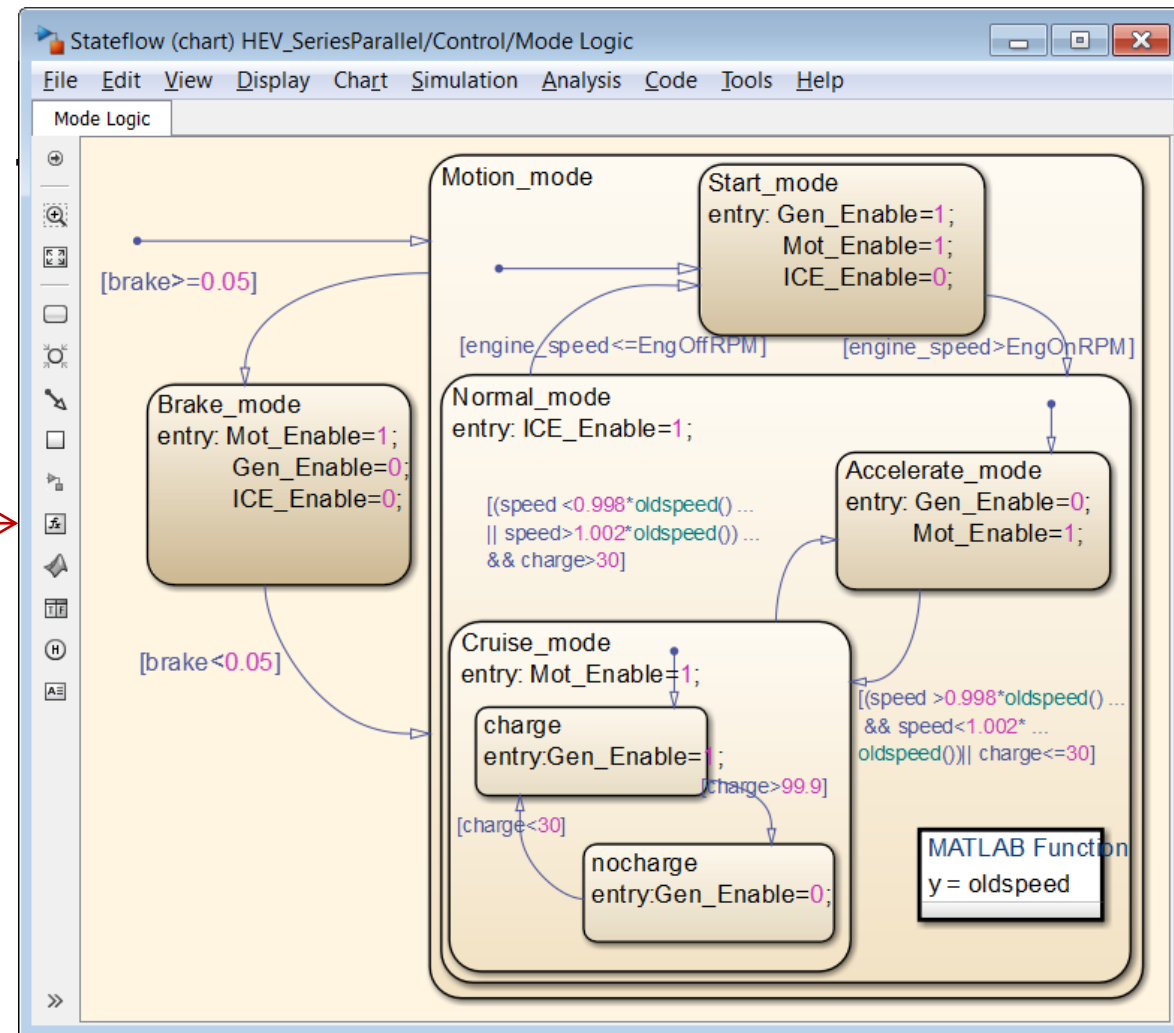 Stateflow (chart) HEV_SeriesParallel/Control/Mode Logic
File Edit View Display Chart Simulation Analysis Code Tools Help
Mode Logic
Motion_mode
Start_mode
entry: Gen_Enable=1;
Mot_Enable=1;
ICE_Enable=0;
[brake>=0.05]
[engine_speed<=EngOffRPM]
[engine_speed>EngOnRPM]
Brake_mode
entry: Mot_Enable=1;
Gen_Enable=0;
ICE_Enable=0;
Normal_mode
entry: ICE_Enable=1;
Accelerate_mode
entry: Gen_Enable=0;
Mot_Enable=1;
[(speed <0.998*oldspeed() ...
|| speed>1.002*oldspeed()) ...
&& charge>30]
[brake<0.05]
Cruise_mode
entry: Mot_Enable=1;
charge
entry:Gen_Enable=1;
[charge>99.9]
[charge<30]
nocharge
entry:Gen_Enable=0;
[(speed >0.998*oldspeed() ...
&& speed<1.002* ...
oldspeed())|| charge<=30]
MATLAB Function
y = oldspeed